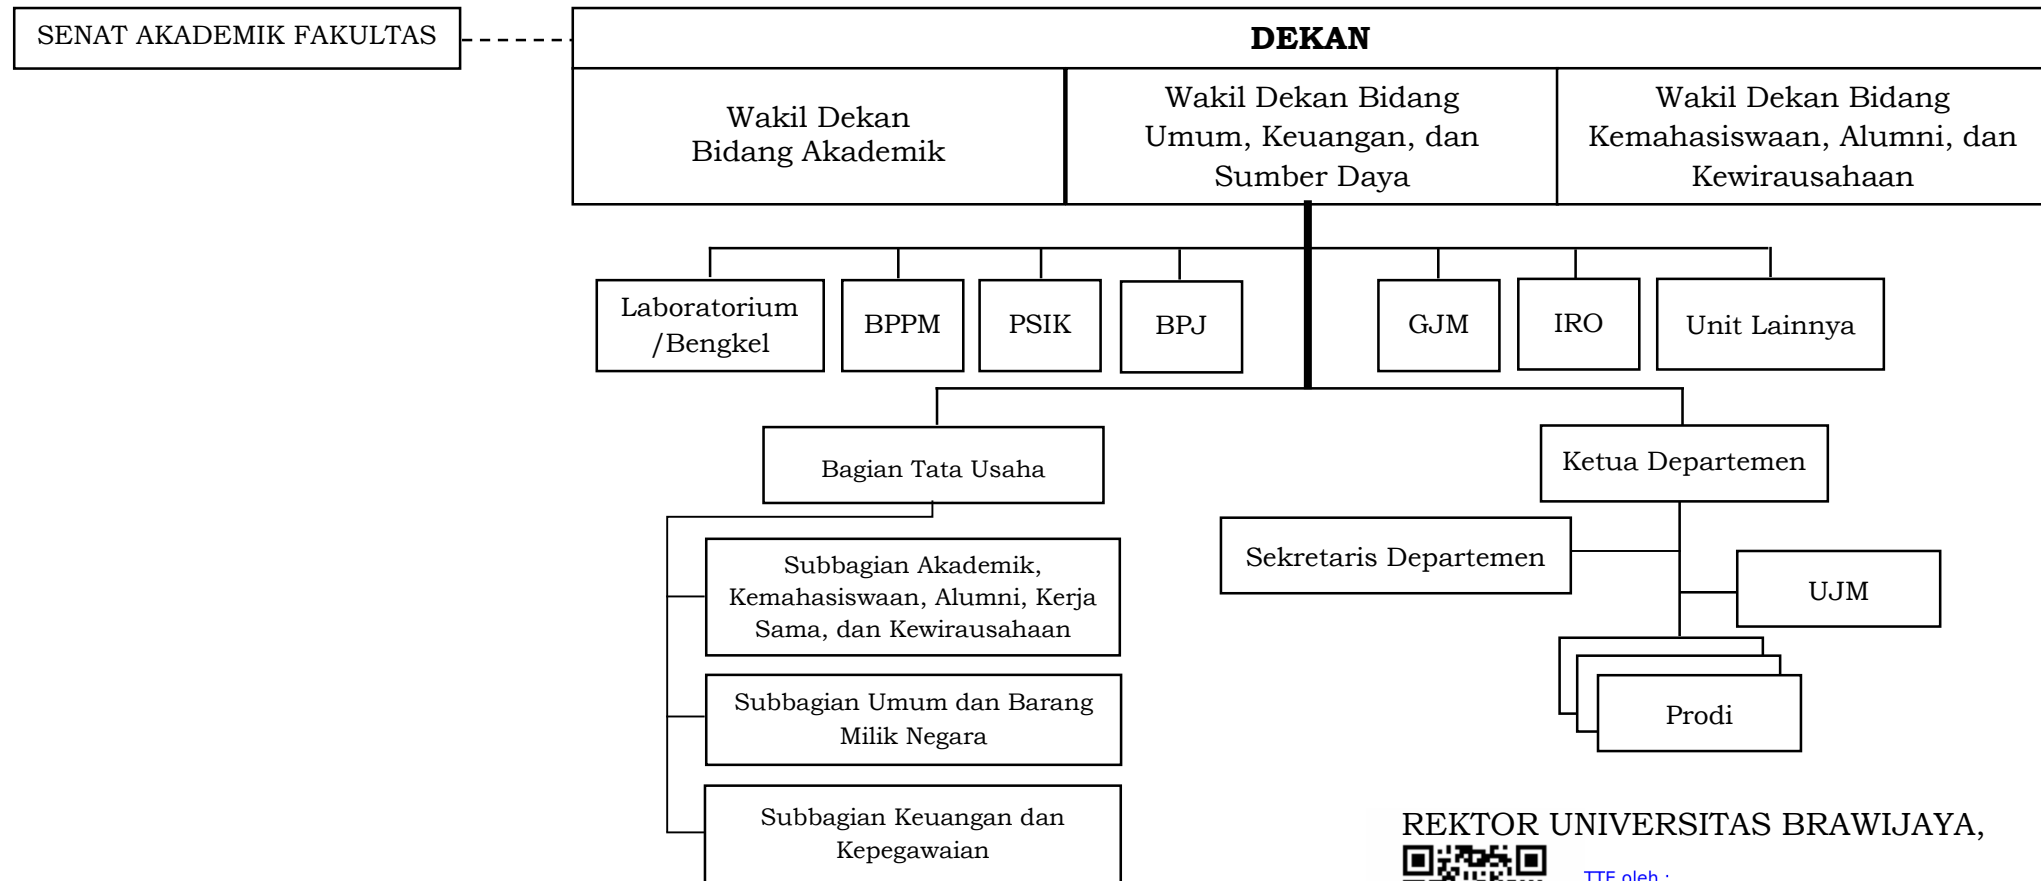 SENAT AKADEMIK FAKULTAS
DEKAN
Wakil Dekan
Bidang Akademik
Wakil Dekan Bidang
Umum, Keuangan, dan
Sumber Daya
Wakil Dekan Bidang
Kemahasiswaan, Alumni, dan
Kewirausahaan
Laboratorium
/Bengkel
BPPM
PSIK
BPJ
GJM
IRO
Unit Lainnya
Bagian Tata Usaha
Ketua Departemen
Subbagian Akademik,
Kemahasiswaan, Alumni, Kerja
Sama, dan Kewirausahaan
Sekretaris Departemen
UJM
Subbagian Umum dan Barang
Milik Negara
Prodi
Subbagian Keuangan dan
Kepegawaian
REKTOR UNIVERSITAS BRAWIJAYA,
TTE oleh :